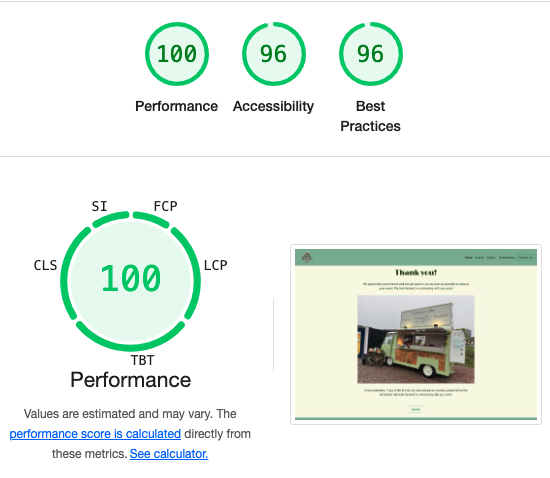 100
96
96
Performance
Accessibility
Best
Practices
SI
FCP
CLS
LCP
100
TBT
Performance
Values are estimated and may vary. The
performance score is calculated directly from
these metrics. See calculator.
Thank you!